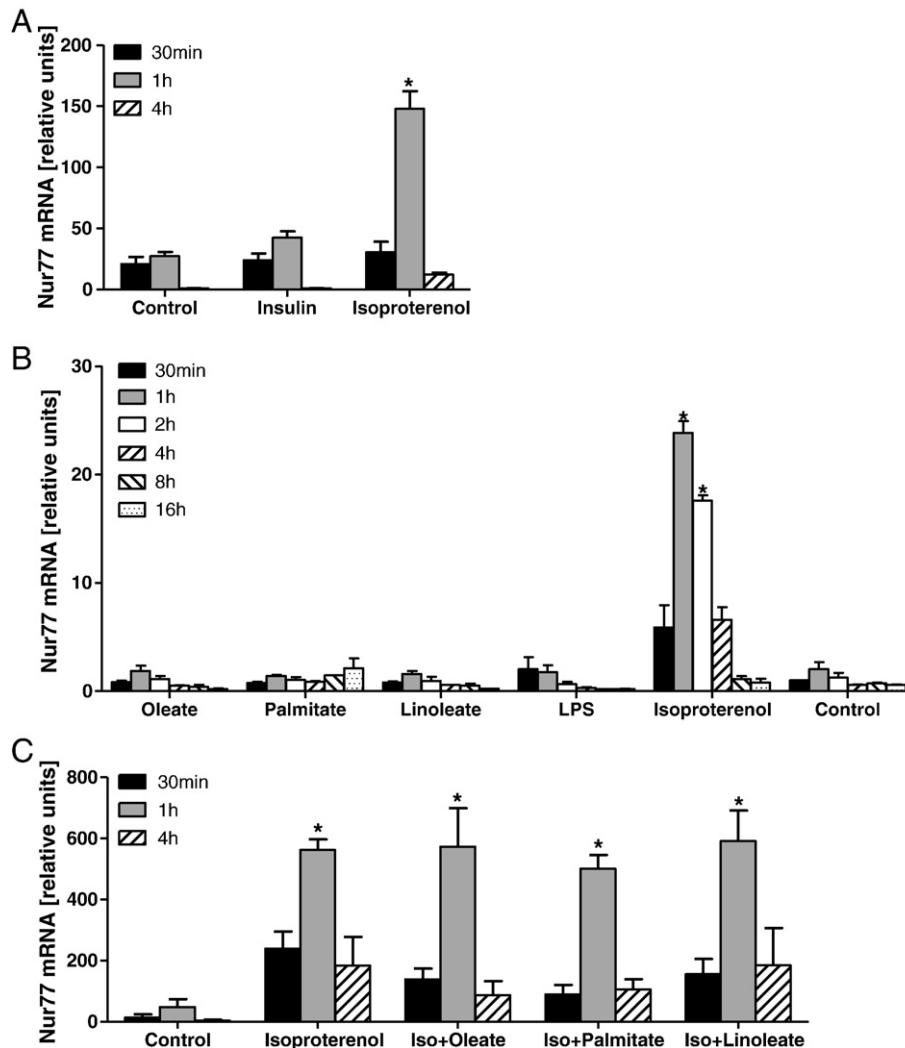 A
30min
1h
4h
Nur77 mRNA [relative units]
200
150
100
50
0
*
Control Insulin Isoproterenol
B
30min
1h
2h
4h
8h
16h
Nur77 mRNA [relative units]
30
20
10
0
*
*
Oleate Palmitate Linoleate LPS Isoproterenol Control
C
30min
1h
4h
Nur77 mRNA [relative units]
800
600
400
200
0
* * * *
Control Isoproterenol Iso+Oleate Iso+Palmitate Iso+Linoleate